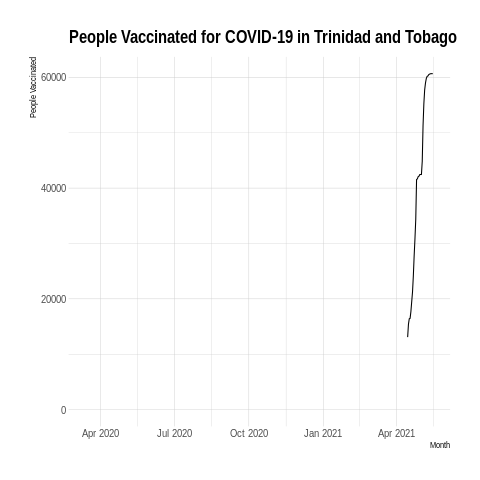 People Vaccinated for COVID-19 in Trinidad and Tobago
People Vaccinated
60000
40000
20000
0
Apr 2020 Jul 2020 Oct 2020 Jan 2021 Apr 2021
Month